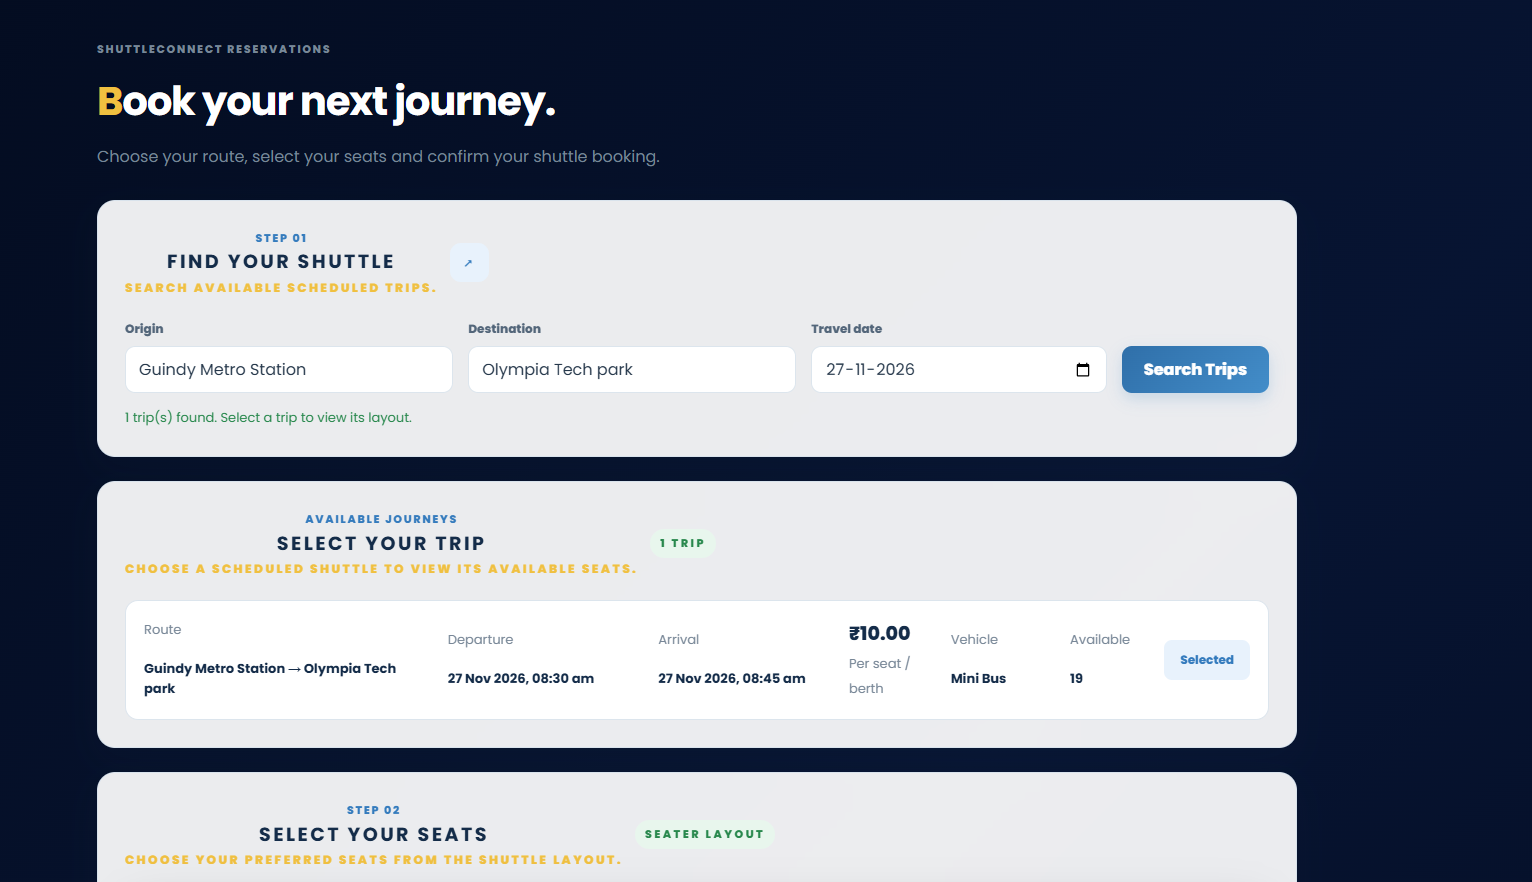 SHUTTLECONNECT RESERVATIONS
Book your next journey.
Choose your route, select your seats and confirm your shuttle booking.
STEP 01
FIND YOUR SHUTTLE
↗
SEARCH AVAILABLE SCHEDULED TRIPS.
Origin
Destination
Travel date
Guindy Metro Station
Olympia Tech park
27-11-2026
Search Trips
1 trip(s) found. Select a trip to view its layout.
AVAILABLE JOURNEYS
SELECT YOUR TRIP
1 TRIP
CHOOSE A SCHEDULED SHUTTLE TO VIEW ITS AVAILABLE SEATS.
Route
Guindy Metro Station → Olympia Tech
park
Departure
27 Nov 2026, 08:30 am
Arrival
27 Nov 2026, 08:45 am
₹10.00
Per seat /
berth
Vehicle
Mini Bus
Available
19
Selected
STEP 02
SELECT YOUR SEATS
SEATER LAYOUT
CHOOSE YOUR PREFERRED SEATS FROM THE SHUTTLE LAYOUT.